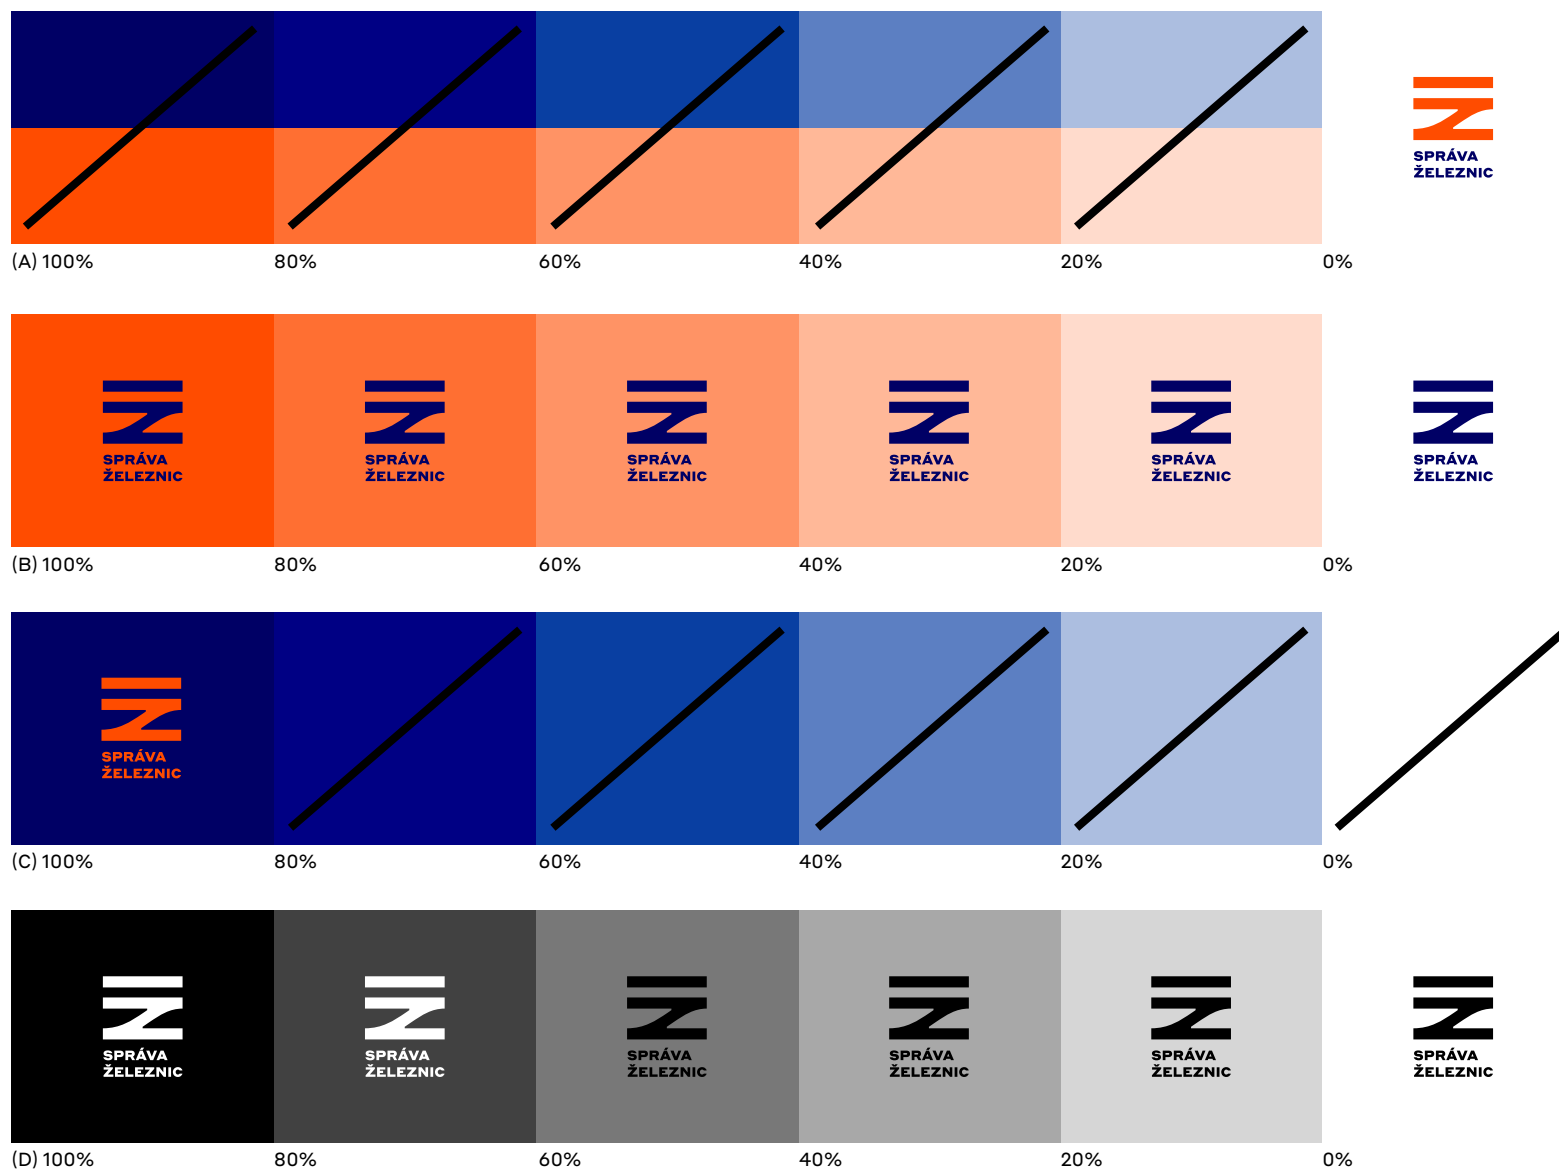 SPRÁVA
ŽELEZNIC
(A) 100% 80% 60% 40% 20% 0%
SPRÁVA SPRÁVA SPRÁVA SPRÁVA SPRÁVA SPRÁVA
ŽELEZNIC ŽELEZNIC ŽELEZNIC ŽELEZNIC ŽELEZNIC ŽELEZNIC
(B) 100% 80% 60% 40% 20% 0%
SPRÁVA
ŽELEZNIC
(C) 100% 80% 60% 40% 20% 0%
SPRÁVA SPRÁVA SPRÁVA SPRÁVA SPRÁVA SPRÁVA
ŽELEZNIC ŽELEZNIC ŽELEZNIC ŽELEZNIC ŽELEZNIC ŽELEZNIC
(D) 100% 80% 60% 40% 20% 0%